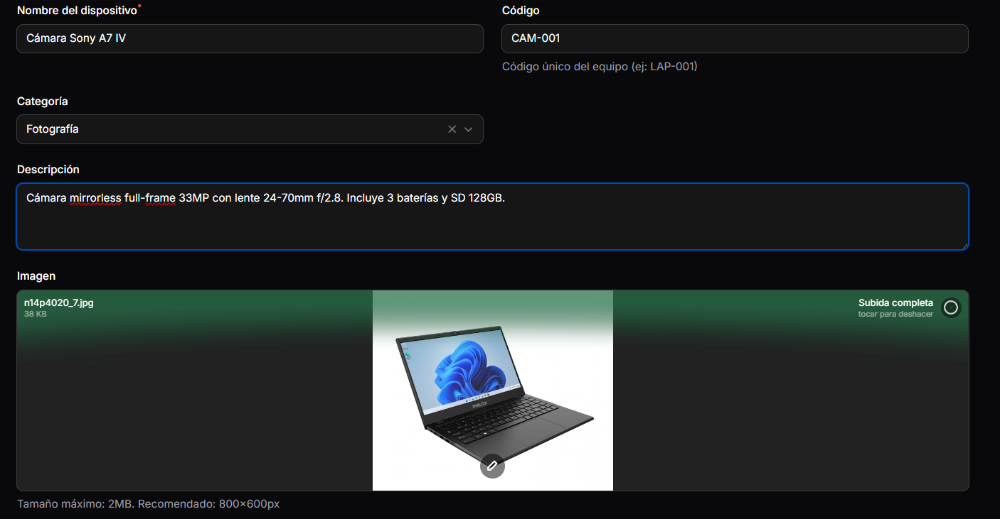 Nombre del dispositivo*
Código
Cámara Sony A7 IV
CAM-001
Código único del equipo (ej: LAP-001)
Categoría
Fotografía
Descripción
Cámara mirrorless full-frame 33MP con lente 24-70mm f/2.8. Incluye 3 baterías y SD 128GB.
Imagen
n14p4020_7.jpg
38 KB
Subida completa
tocar para deshacer
PHILCO
Tamaño máximo: 2MB. Recomendado: 800×600px